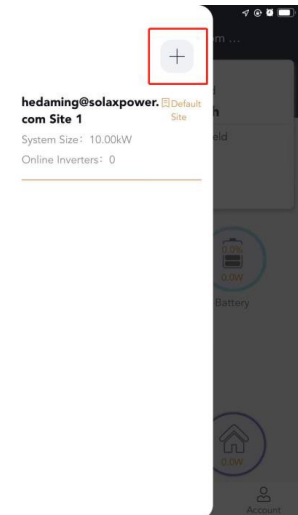 m ...
+
hedaming@solaxpower. Default
com Site 1 Site
h
System Size: 10.00kW
eld
Online Inverters: 0
0.0%
0.0W
Battery
0.0W
Account